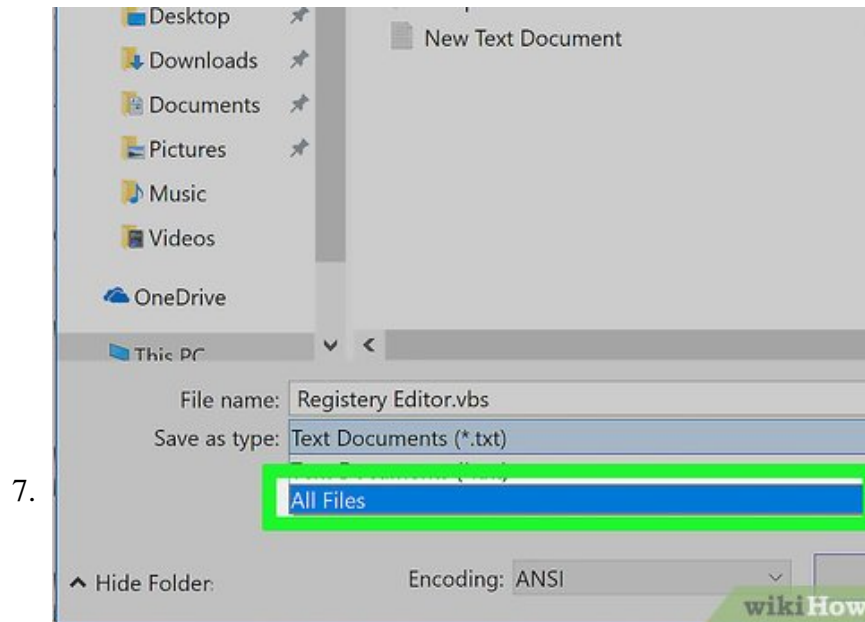 Desktop
New Text Document
Downloads
Documents
Pictures
Music
Videos
OneDrive
This PC
File name: Registery Editor.vbs
Save as type: Text Documents (*.txt)
7.
All Files
Hide Folder:
Encoding: ANSI
wikiHow